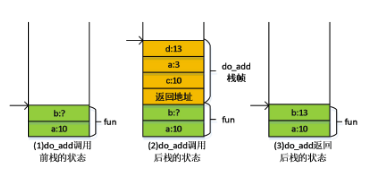 d:13
a:3
c:10
返回地址
do_add
栈帧
b:?
a:10
fun
b:?
a:10
fun
b:13
a:10
fun
(1)do_add调用
前栈的状态
(2)do_add调用
后栈的状态
(3)do_add返回
后栈的状态